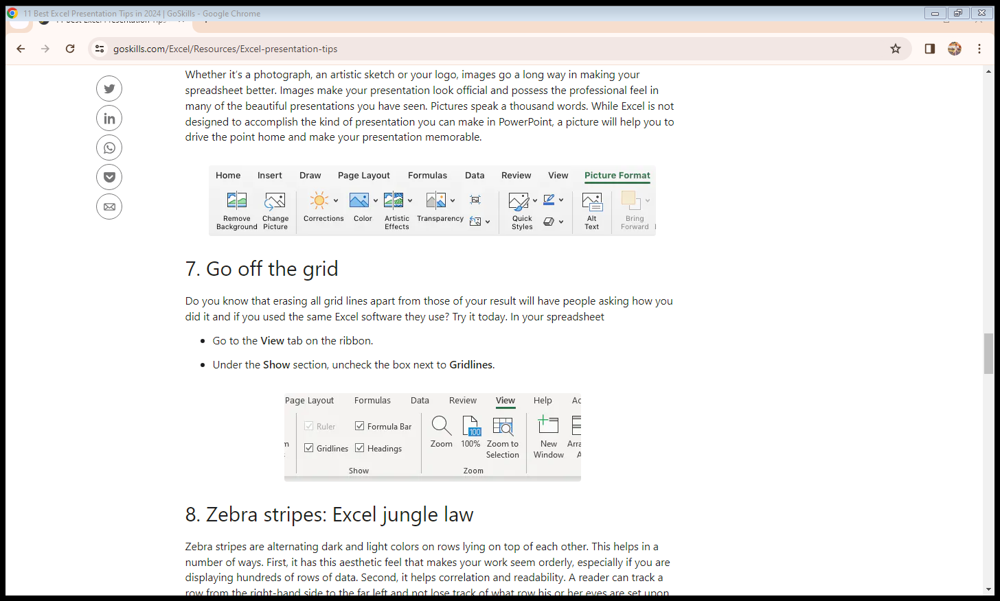 11 Best Excel Presentation Tips in 2024 | GoSkills - Google Chrome
11 Best Excel Presentation Tips
goskills.com/Excel/Resources/Excel-presentation-tips
Whether it's a photograph, an artistic sketch or your logo, images go a long way in making your
spreadsheet better. Images make your presentation look official and possess the professional feel in
many of the beautiful presentations you have seen. Pictures speak a thousand words. While Excel is not
designed to accomplish the kind of presentation you can make in PowerPoint, a picture will help you to
drive the point home and make your presentation memorable.
Home Insert Draw Page Layout Formulas Data Review View Picture Format
Remove Change Corrections Color Artistic Transparency Quick Alt Bring
Background Picture Effects Styles Text Forward
7. Go off the grid
Do you know that erasing all grid lines apart from those of your result will have people asking how you
did it and if you used the same Excel software they use? Try it today. In your spreadsheet
Go to the View tab on the ribbon.
Under the Show section, uncheck the box next to Gridlines.
Page Layout Formulas Data Review View Help Ac
Ruler Formula Bar
100
Gridlines Headings
Zoom 100% Zoom to New Arra
Selection Window A
Show Zoom
8. Zebra stripes: Excel jungle law
Zebra stripes are alternating dark and light colors on rows lying on top of each other. This helps in a
number of ways. First, it has this aesthetic feel that makes your work seem orderly, especially if you are
displaying hundreds of rows of data. Second, it helps correlation and readability. A reader can track a
row from the right-hand side to the far left and not lose track of what row his or her eyes are set upon